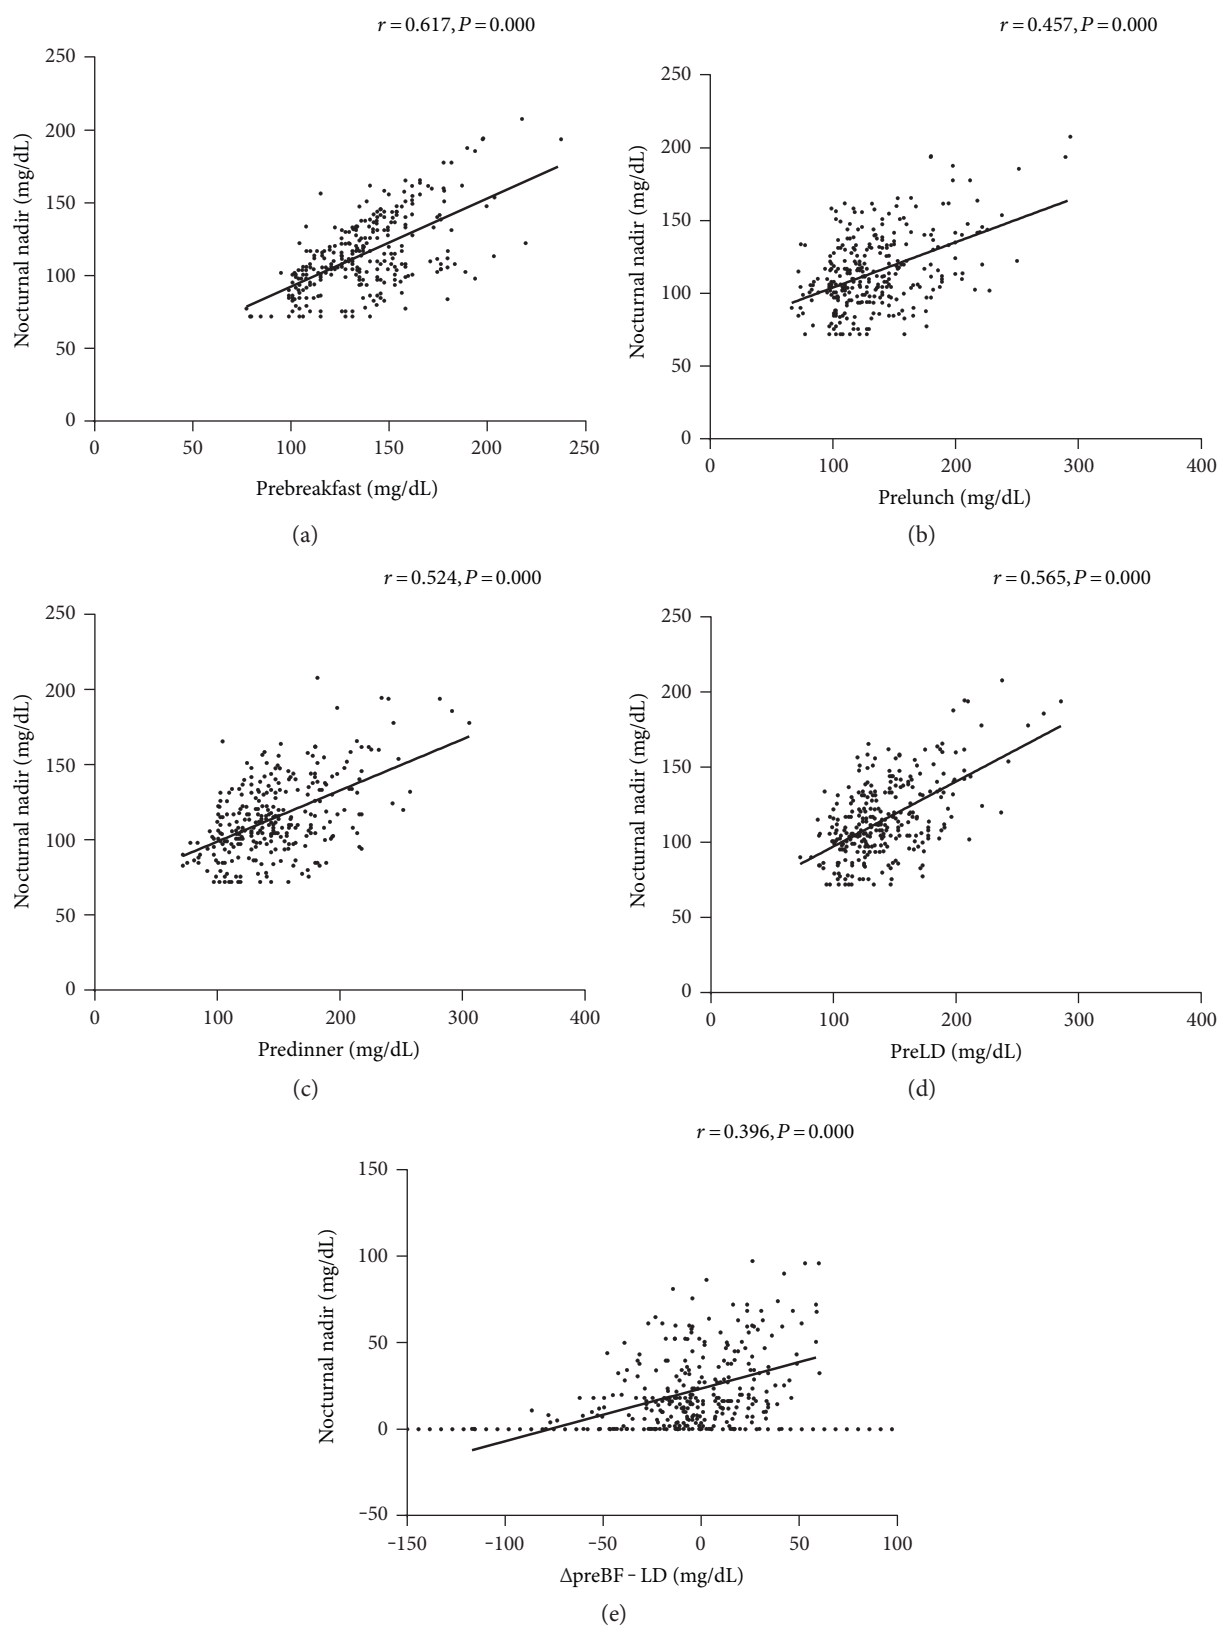 r = 0.617, P = 0.000
250
200
150
100
50
0
Nocturnal nadir (mg/dL)
0 50 100 150 200 250
Prebreakfast (mg/dL)
(a)
r = 0.457, P = 0.000
250
200
150
100
50
0
Nocturnal nadir (mg/dL)
0 100 200 300 400
Prelunch (mg/dL)
(b)
r = 0.524, P = 0.000
250
200
150
100
50
0
Nocturnal nadir (mg/dL)
0 100 200 300 400
Predinner (mg/dL)
(c)
r = 0.565, P = 0.000
250
200
150
100
50
0
Nocturnal nadir (mg/dL)
0 100 200 300 400
PreLD (mg/dL)
(d)
r = 0.396, P = 0.000
150
100
50
0
-50
Nocturnal nadir (mg/dL)
-150 -100 -50 0 50 100
ΔpreBF - LD (mg/dL)
(e)